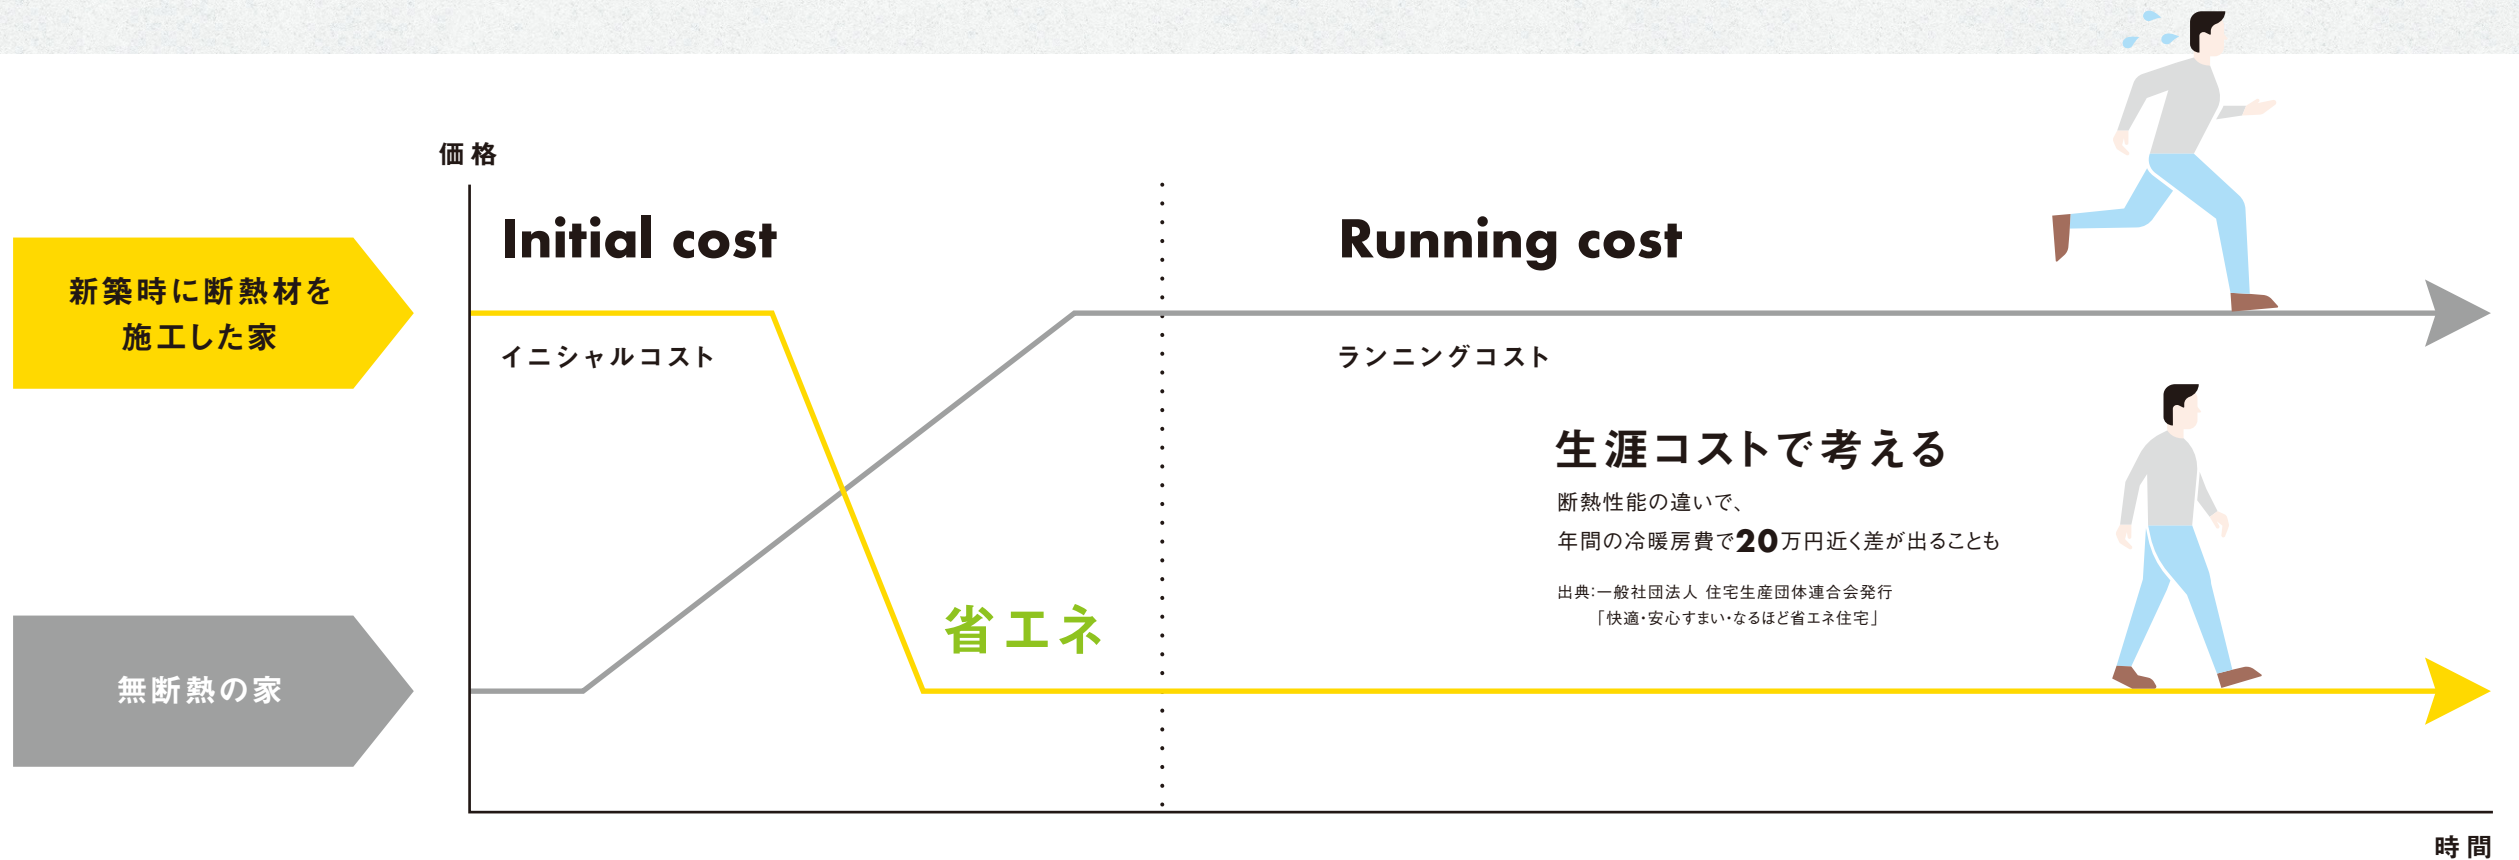 価格
Initial cost
Running cost
新築時に断熱材を
施工した家
イニシャルコスト
ランニングコスト
生涯コストで考える
断熱性能の違いで、
年間の冷暖房費で20万円近く差が出ることも
出典:一般社団法人 住宅生産団体連合会発行
「快適・安心すまい・なるほど省エネ住宅」
省エネ
無断熱の家
時間